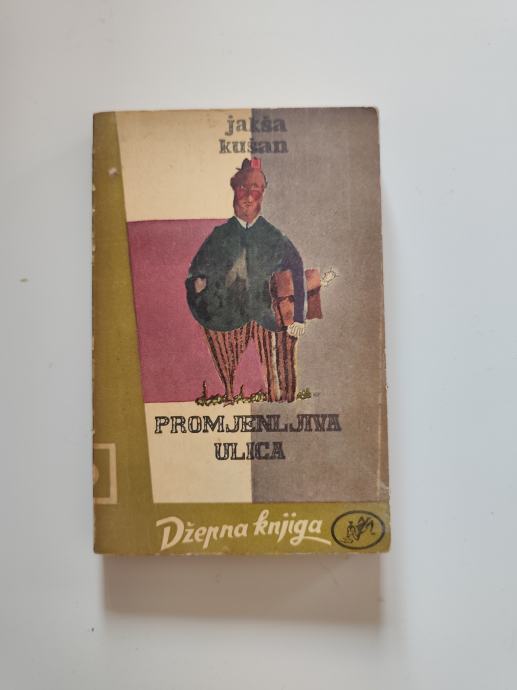 jakša
kušan
PROMJENLJIVA
ULICA
Džepna knjiga